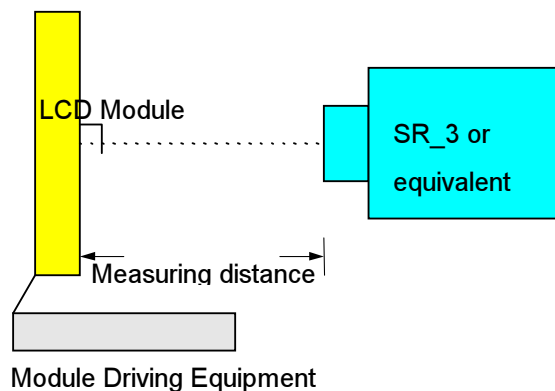 LCD Module
SR_3 or
equivalent
Measuring distance
Module Driving Equipment